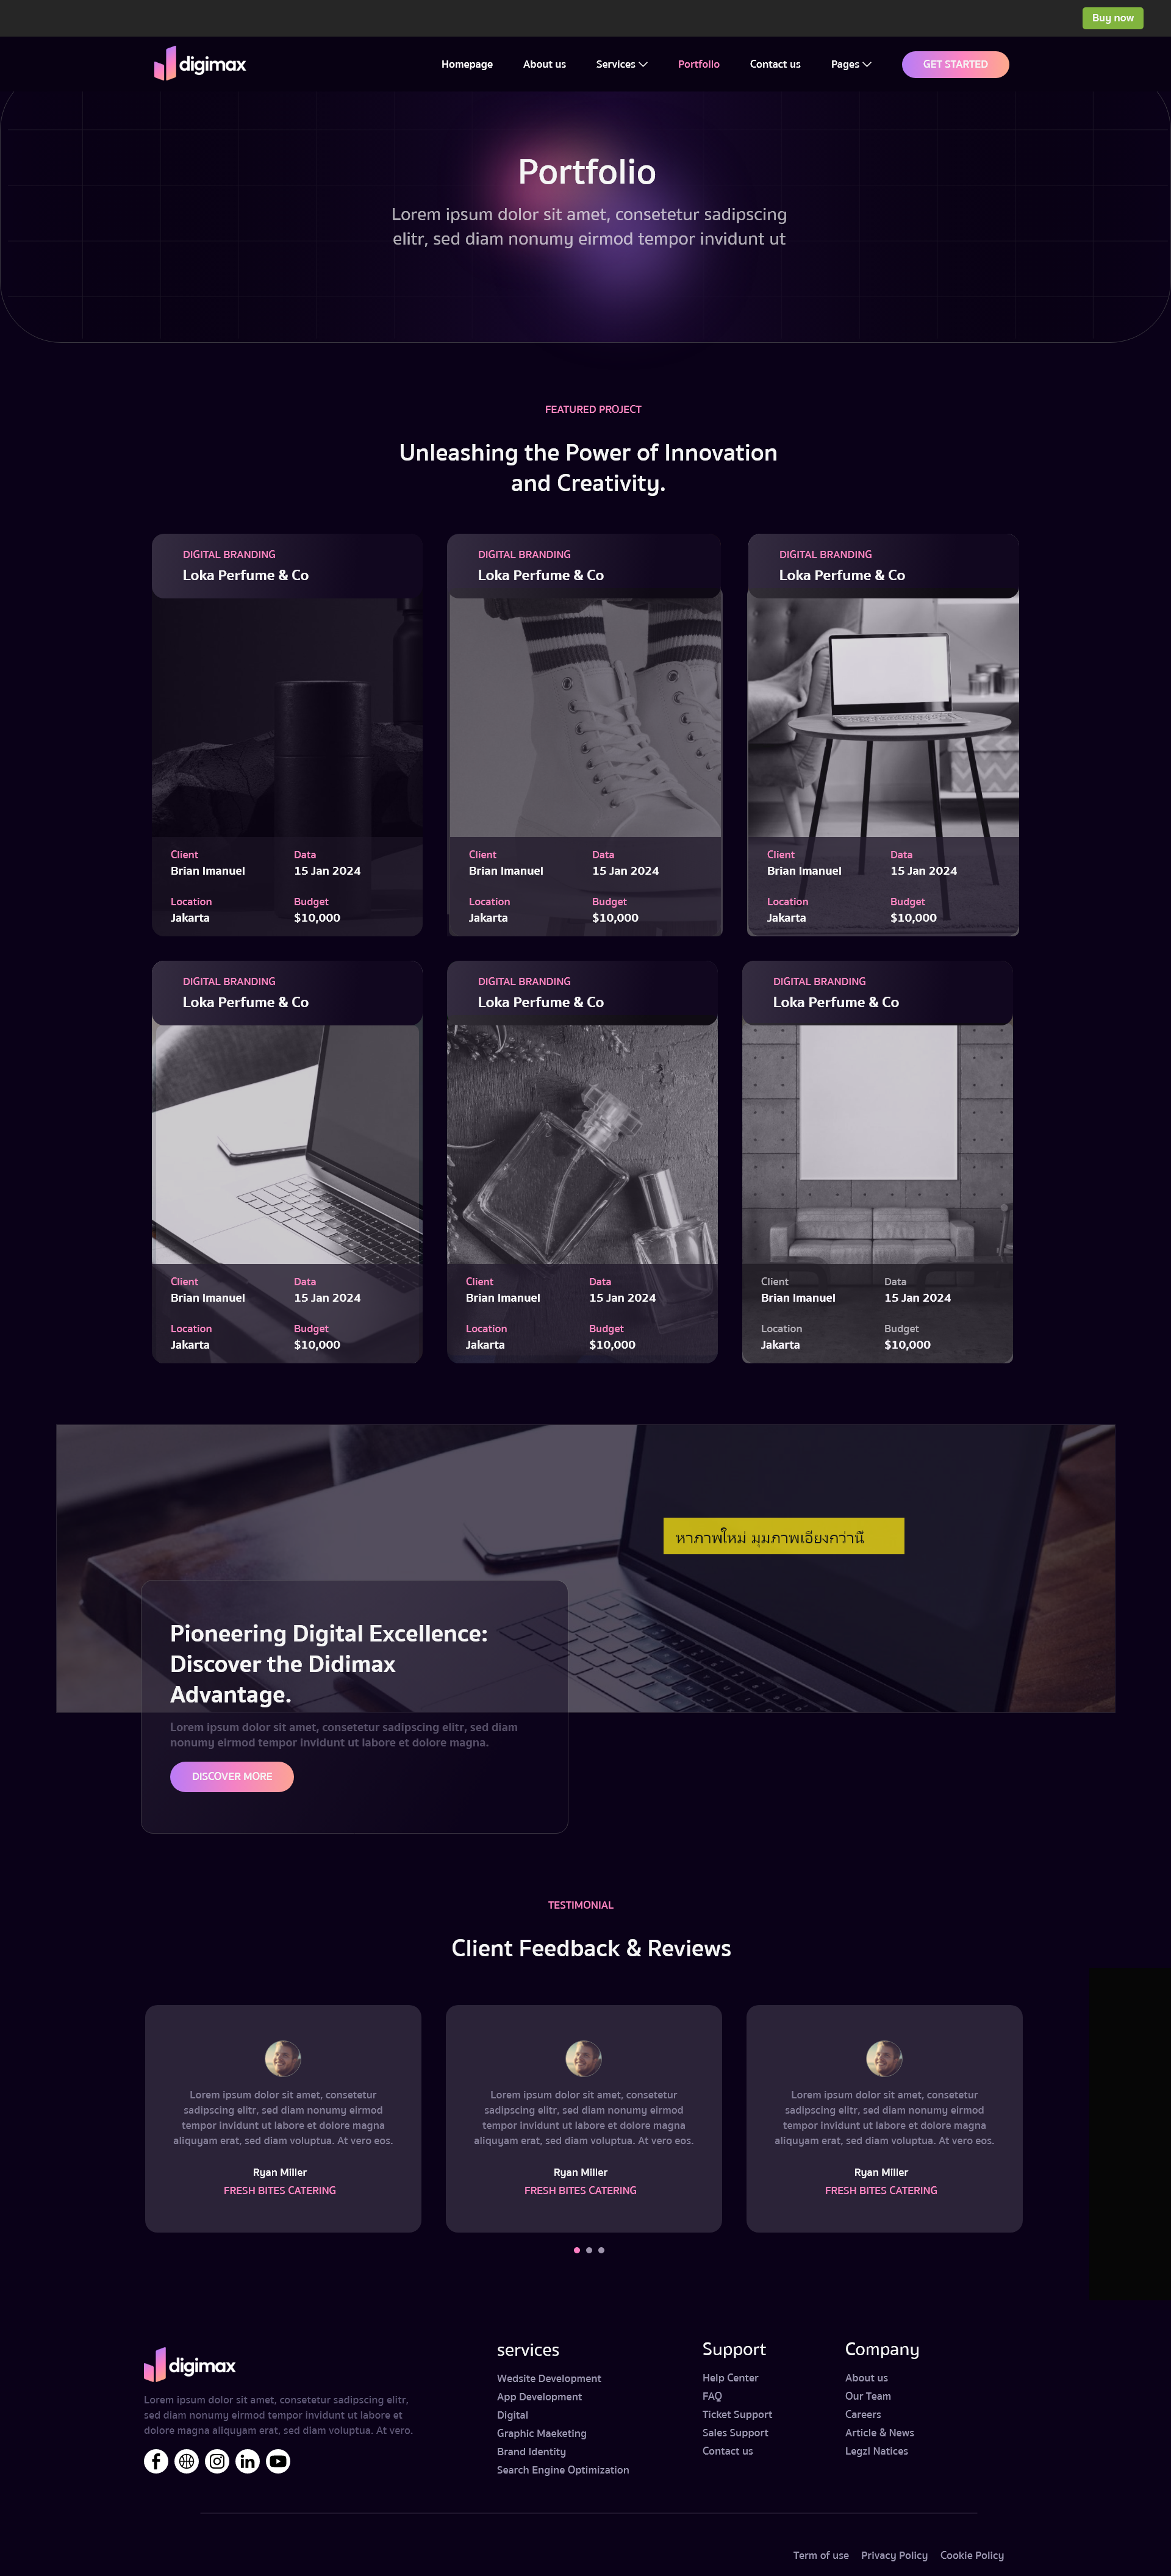 Buy now
digimax
Homepage About us Services Portfolio Contact us Pages GET STARTED
Portfolio
Lorem ipsum dolor sit amet, consetetur sadipscing
elitr, sed diam nonumy eirmod tempor invidunt ut
FEATURED PROJECT
Unleashing the Power of Innovation
and Creativity.
DIGITAL BRANDING
Loka Perfume & Co
Client Data
Brian Imanuel 15 Jan 2024
Location Budget
Jakarta $10,000
DIGITAL BRANDING
Loka Perfume & Co
Client Data
Brian Imanuel 15 Jan 2024
Location Budget
Jakarta $10,000
DIGITAL BRANDING
Loka Perfume & Co
Client Data
Brian Imanuel 15 Jan 2024
Location Budget
Jakarta $10,000
DIGITAL BRANDING
Loka Perfume & Co
Client Data
Brian Imanuel 15 Jan 2024
Location Budget
Jakarta $10,000
DIGITAL BRANDING
Loka Perfume & Co
Client Data
Brian Imanuel 15 Jan 2024
Location Budget
Jakarta $10,000
DIGITAL BRANDING
Loka Perfume & Co
Client Data
Brian Imanuel 15 Jan 2024
Location Budget
Jakarta $10,000
หาภาพใหม่ มุมภาพเอียงกว่านี้
Pioneering Digital Excellence:
Discover the Didimax
Advantage.
Lorem ipsum dolor sit amet, consetetur sadipscing elitr, sed diam
nonumy eirmod tempor invidunt ut labore et dolore magna.
DISCOVER MORE
TESTIMONIAL
Client Feedback & Reviews
Lorem ipsum dolor sit amet, consetetur
sadipscing elitr, sed diam nonumy eirmod
tempor invidunt ut labore et dolore magna
aliquyam erat, sed diam voluptua. At vero eos.
Ryan Miller
FRESH BITES CATERING
Lorem ipsum dolor sit amet, consetetur
sadipscing elitr, sed diam nonumy eirmod
tempor invidunt ut labore et dolore magna
aliquyam erat, sed diam voluptua. At vero eos.
Ryan Miller
FRESH BITES CATERING
Lorem ipsum dolor sit amet, consetetur
sadipscing elitr, sed diam nonumy eirmod
tempor invidunt ut labore et dolore magna
aliquyam erat, sed diam voluptua. At vero eos.
Ryan Miller
FRESH BITES CATERING
digimax
Lorem ipsum dolor sit amet, consetetur sadipscing elitr,
sed diam nonumy eirmod tempor invidunt ut labore et
dolore magna aliquyam erat, sed diam voluptua. At vero.
services
Wedsite Development
App Development
Digital
Graphic Maeketing
Brand Identity
Search Engine Optimization
Support
Help Center
FAQ
Ticket Support
Sales Support
Contact us
Company
About us
Our Team
Careers
Article & News
Legzl Natices
Term of use Privacy Policy Cookie Policy